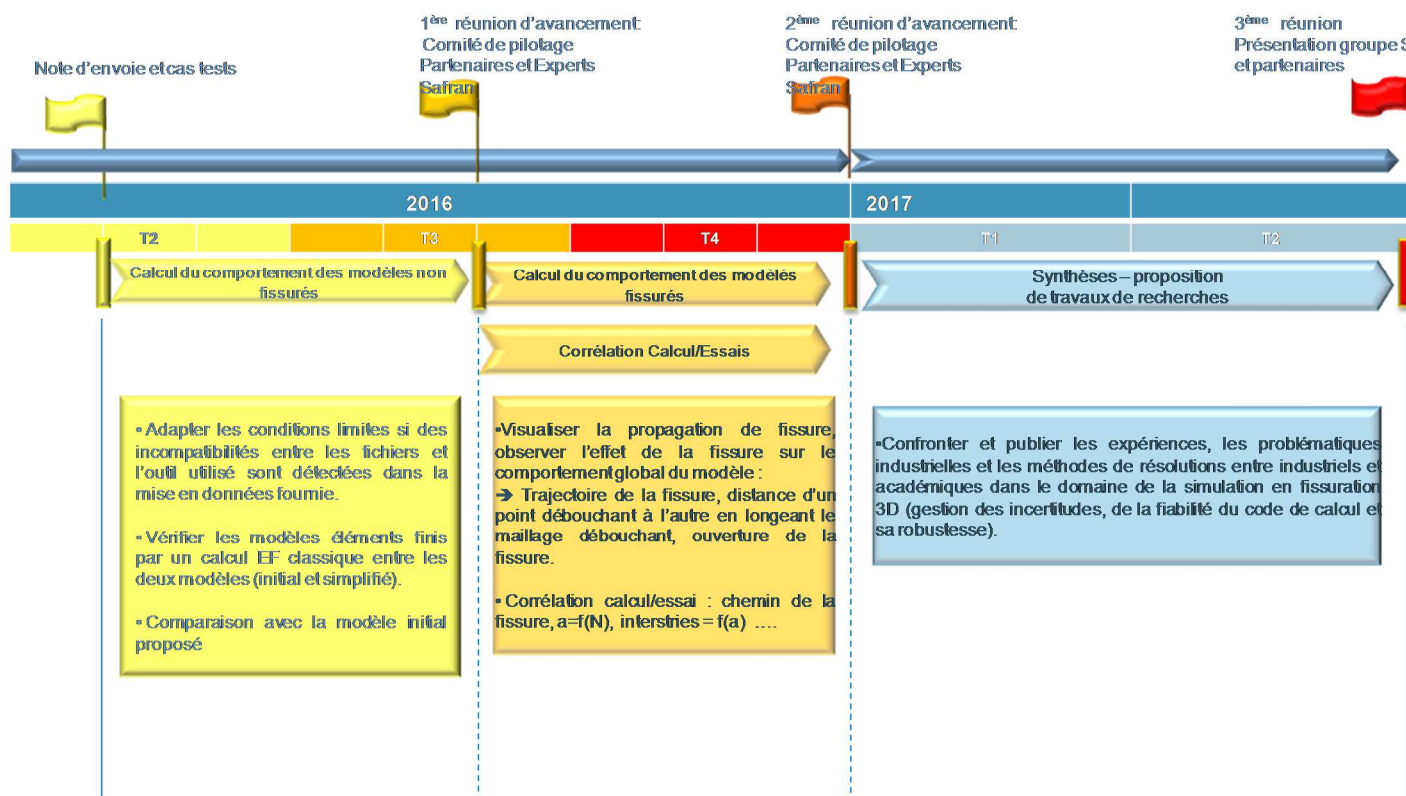 Note d'envoie et cas tests
1ère réunion d'avancement:
Comité de pilotage
Partenaires et Experts
Safran
2ème réunion d'avancement:
Comité de pilotage
Partenaires et Experts
Safran
3ème réunion
Présentation groupe S
et partenaires
2016
2017
T2
T3
T4
T1
T2
Calcul du comportement des modèles non
fissurés
Calcul du comportement des modèlés
fissurés
Synthèses – proposition
de travaux de recherches
Corrélation Calcul/Essais
▪Adapter les conditions limites si des
incompatibilités entre les fichiers et
l'outil utilisé sont détectées dans la
mise en données fournie.
▪Vérifier les modèles éléments finis
par un calcul EF classique entre les
deux modèles (initial et simplifié).
▪Comparaison avec la modèle initial
proposé
▪Visualiser la propagation de fissure,
observer l'effet de la fissure sur le
comportement global du modèle :
➔ Trajectoire de la fissure, distance d'un
point débouchant à l'autre en longeant le
maillage débouchant, ouverture de la
fissure.
▪Corrélation calcul/essai : chemin de la
fissure, a=f(N), interstries = f(a) ....
▪Confronter et publier les expériences, les problématiques
industrielles et les méthodes de résolutions entre industriels et
académiques dans le domaine de la simulation en fissuration
3D (gestion des incertitudes, de la fiabilité du code de calcul et
sa robustesse).